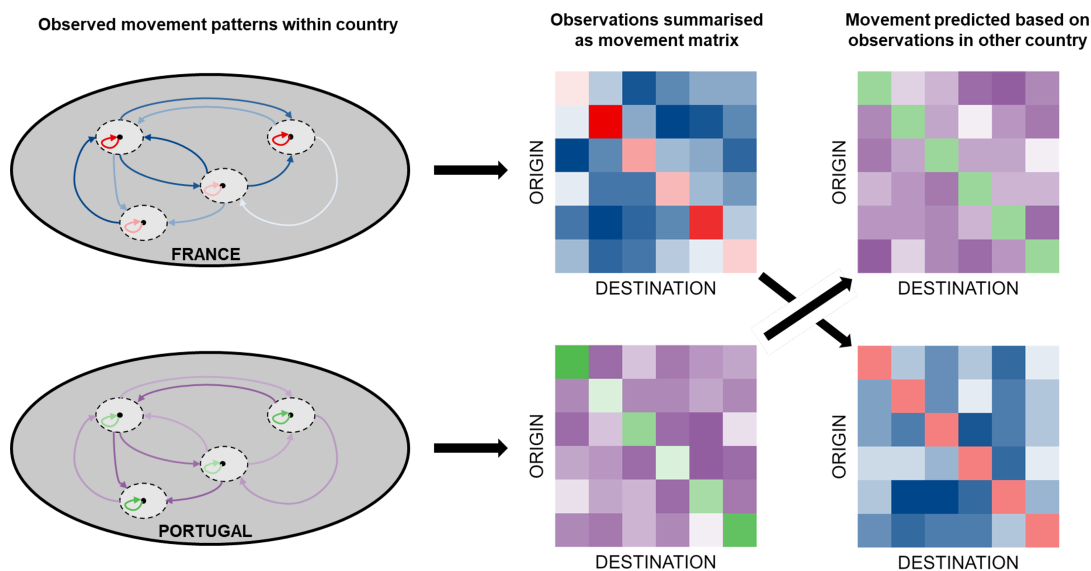 Observed movement patterns within country
Observations summarised
as movement matrix
Movement predicted based on
observations in other country
FRANCE
ORIGIN
DESTINATION
ORIGIN
DESTINATION
PORTUGAL
ORIGIN
DESTINATION
ORIGIN
DESTINATION